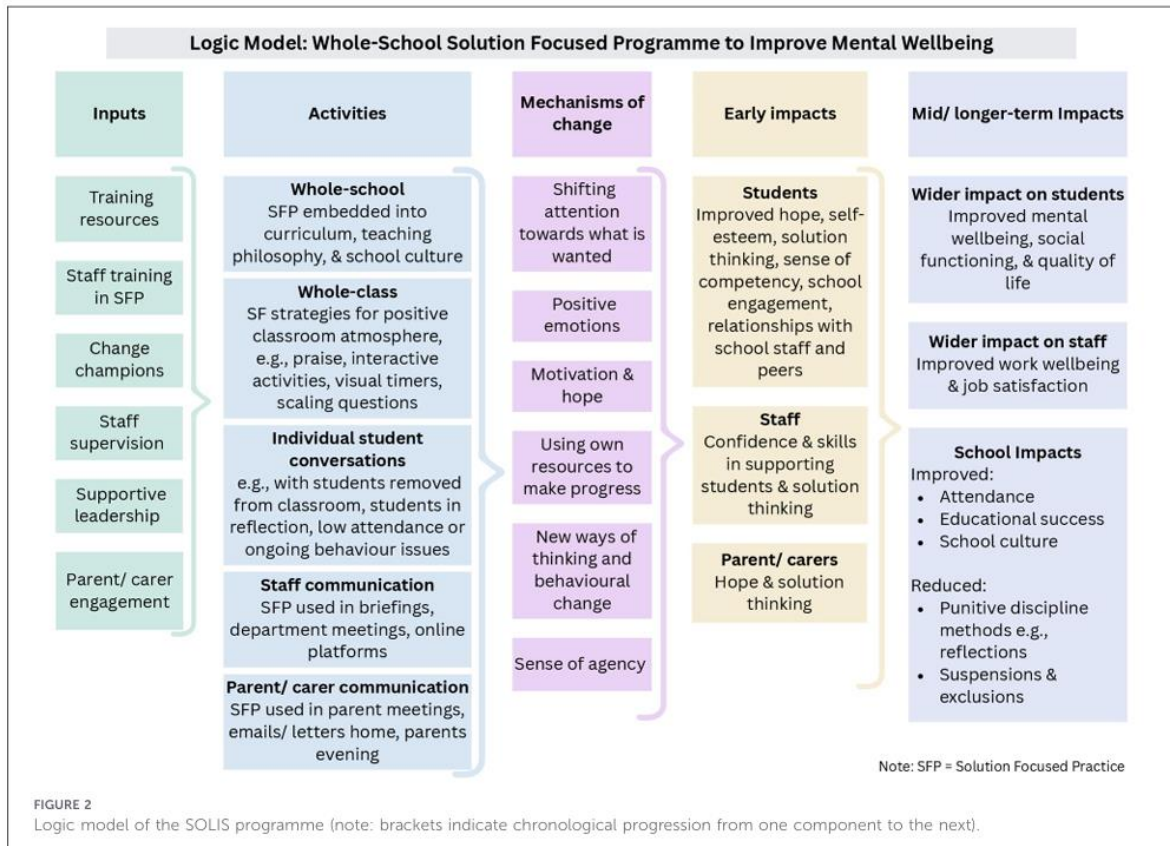 Logic Model: Whole-School Solution Focused Programme to Improve Mental Wellbeing
Inputs
Training
resources
Staff training
in SFP
Change
champions
Staff
supervision
Supportive
leadership
Parent/ carer
engagement
Activities
Whole-school
SFP embedded into
curriculum, teaching
philosophy, & school culture
Whole-class
SF strategies for positive
classroom atmosphere,
e.g., praise, interactive
activities, visual timers,
scaling questions
Individual student
conversations
e.g., with students removed
from classroom, students in
reflection, low attendance or
ongoing behaviour issues
Staff communication
SFP used in briefings,
department meetings, online
platforms
Parent/ carer communication
SFP used in parent meetings,
emails/ letters home, parents
evening
Mechanisms of
change
Shifting
attention
towards what is
wanted
Positive
emotions
Motivation &
hope
Using own
resources to
make progress
New ways of
thinking and
behavioural
change
Sense of agency
Early impacts
Students
Improved hope, self-
esteem, solution
thinking, sense of
competency, school
engagement,
relationships with
school staff and
peers
Staff
Confidence & skills
in supporting
students & solution
thinking
Parent/ carers
Hope & solution
thinking
Mid/ longer-term Impacts
Wider impact on students
Improved mental
wellbeing, social
functioning, & quality of
life
Wider impact on staff
Improved work wellbeing
& job satisfaction
School Impacts
Improved:
• Attendance
• Educational success
• School culture
Reduced:
• Punitive discipline
methods e.g.,
reflections
• Suspensions &
exclusions
Note: SFP = Solution Focused Practice
FIGURE 2
Logic model of the SOLIS programme (note: brackets indicate chronological progression from one component to the next).